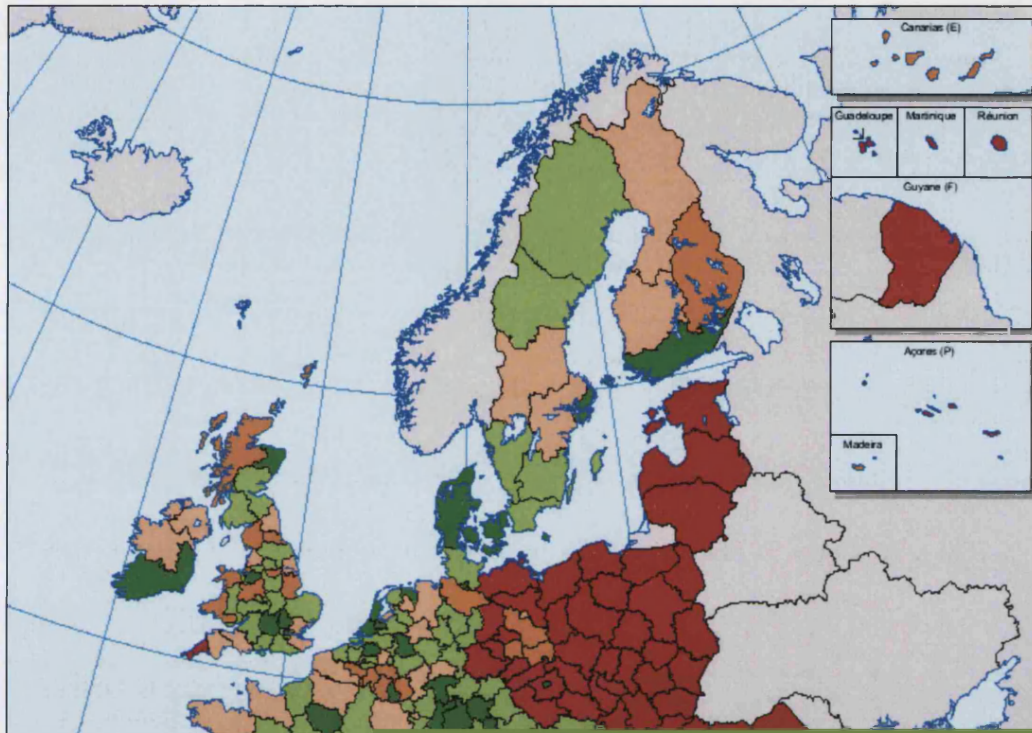 Canarias (E)
Guadeloupe
Martinique
Réunion
Guyane (F)
Açores (P)
Madeira